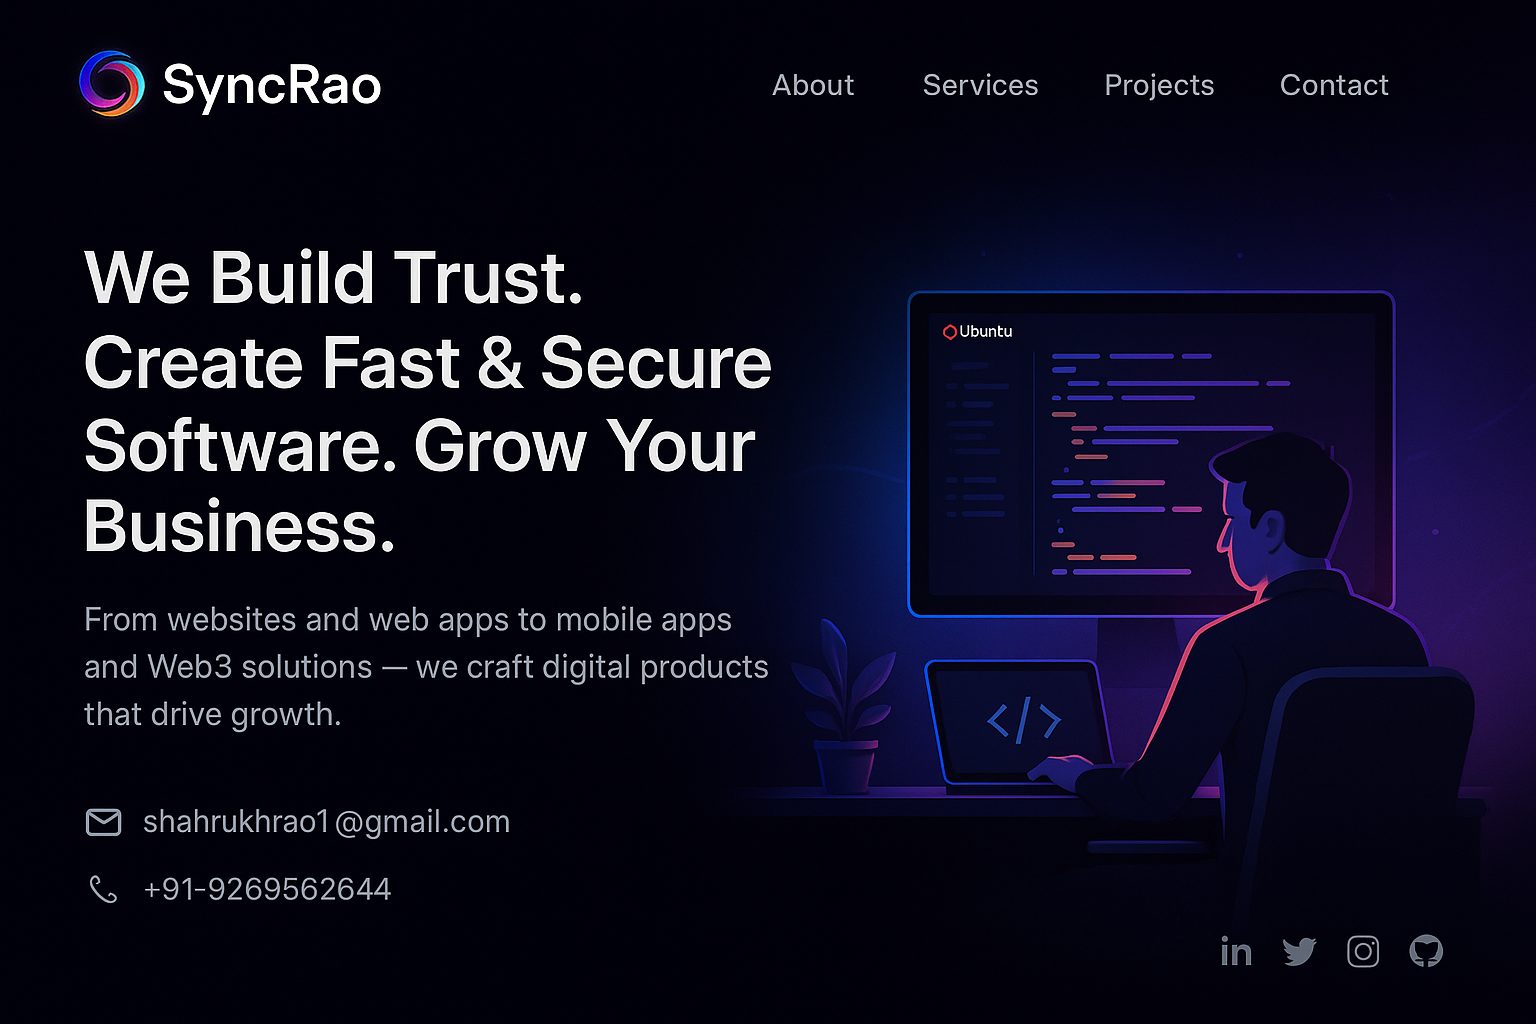 SyncRao
About Services Projects Contact
We Build Trust.
Create Fast & Secure
Software. Grow Your
Business.
From websites and web apps to mobile apps
and Web3 solutions — we craft digital products
that drive growth.
shahrukhrao1@gmail.com
+91-9269562644
Ubuntu
</>
in